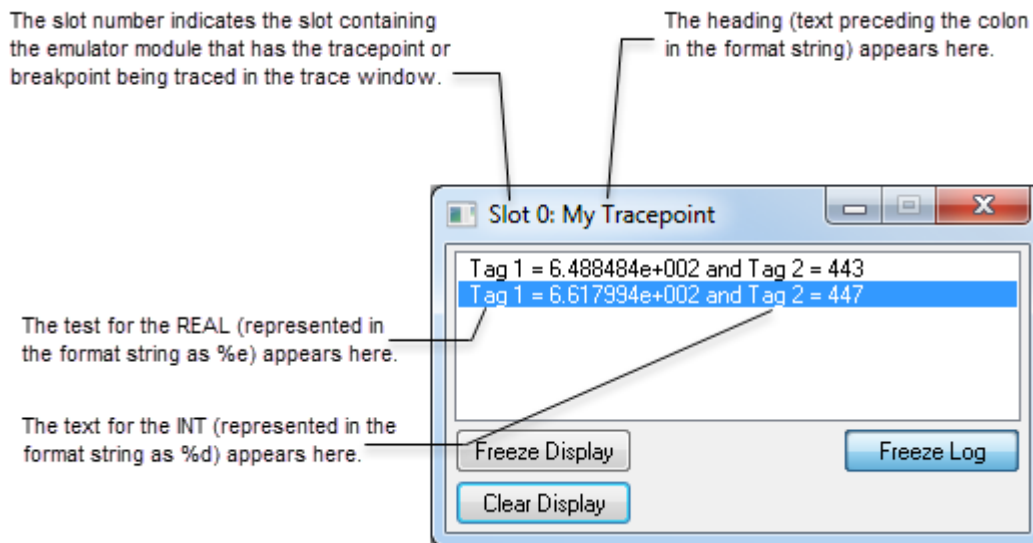 The slot number indicates the slot containing
the emulator module that has the tracepoint or
breakpoint being traced in the trace window.
The heading (text preceding the colon
in the format string) appears here.
Slot 0: My Tracepoint
Tag 1 = 6.488484e+002 and Tag 2 = 443
Tag 1 = 6.617994e+002 and Tag 2 = 447
The test for the REAL (represented in
the format string as %e) appears here.
The text for the INT (represented in the
format string as %d) appears here.
Freeze Display
Freeze Log
Clear Display